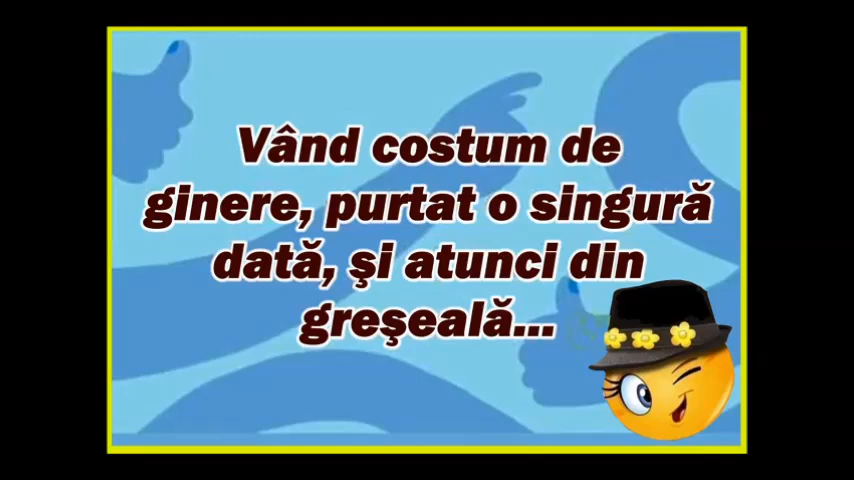 Vând costum de
ginere, purtat o singură
dată, şi atunci din
greşeală...